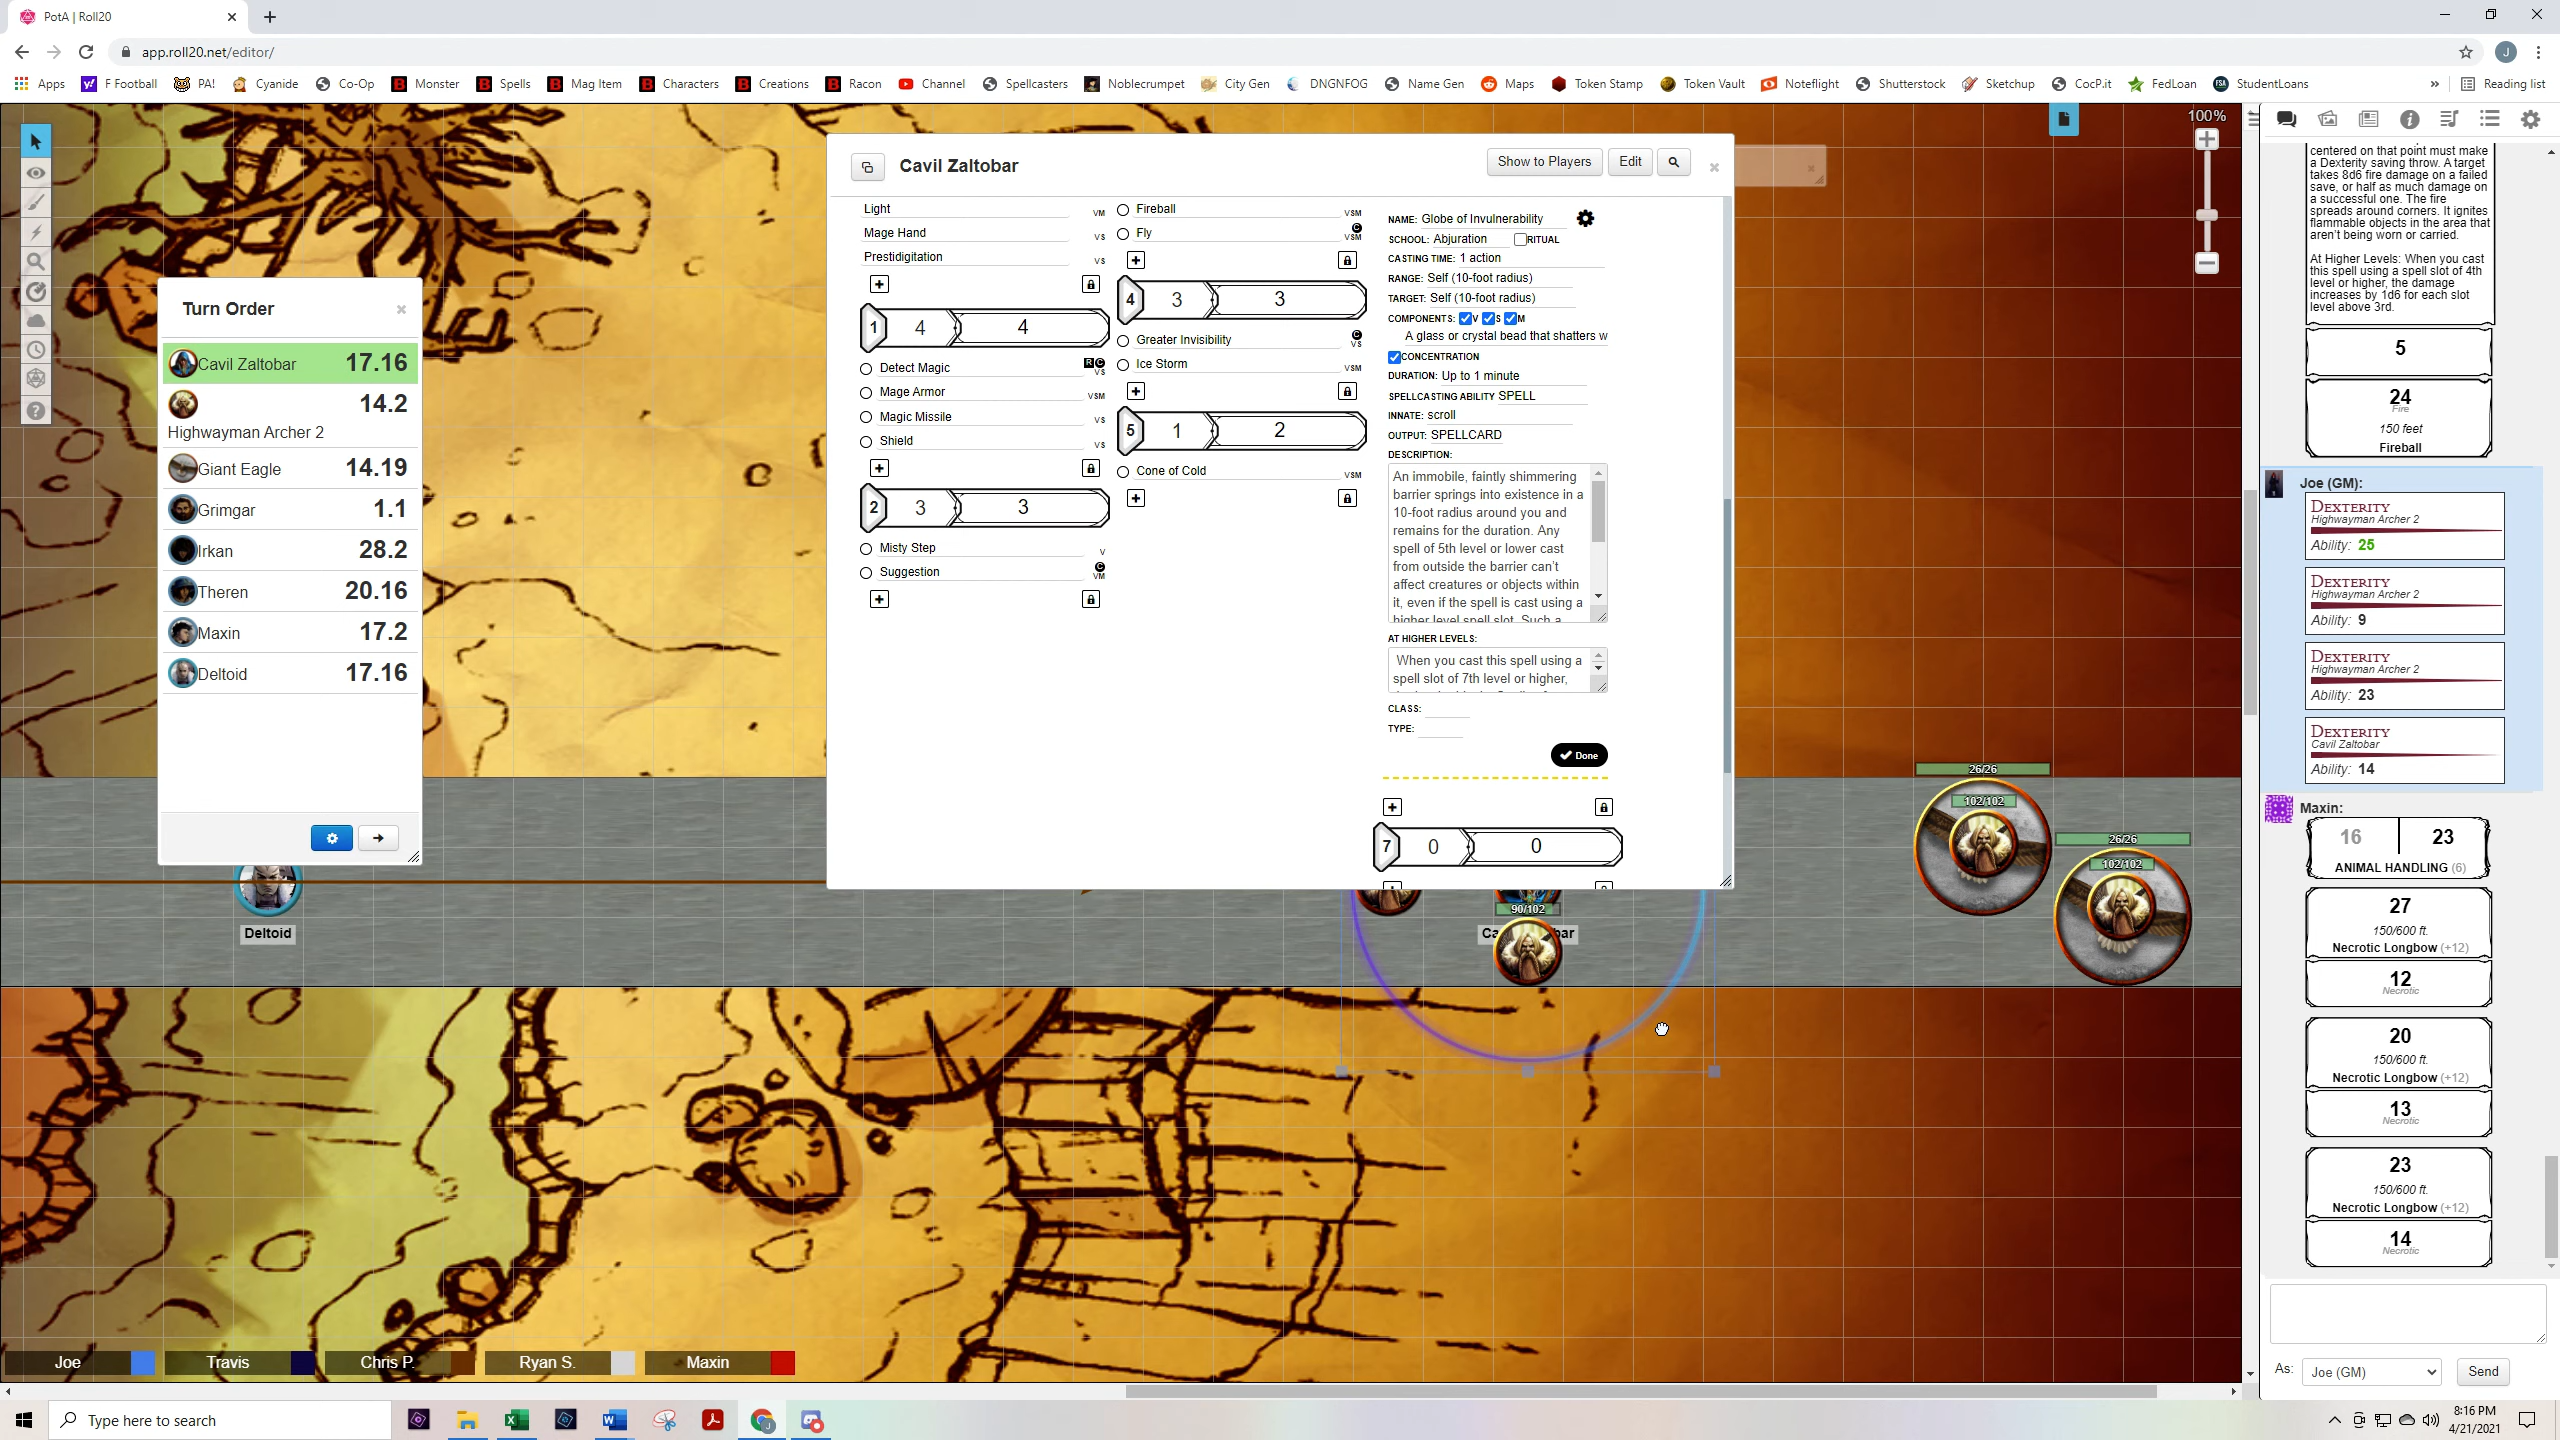 PotA | Roll20
app.roll20.net/editor/
J
Apps
F Football
PA!
Cyanide
Co-Op
Monster
Spells
Mag Item
Characters
Creations
Racon
Channel
Spellcasters
Noblecrumpet
City Gen
DNGNFOG
Name Gen
Maps
Token Stamp
Token Vault
Noteflight
Shutterstock
Sketchup
CocP.it
FedLoan
StudentLoans
»
Reading list
100%
Turn Order
Cavil Zaltobar 17.16
14.2
Highwayman Archer 2
Giant Eagle 14.19
Grimgar 1.1
Irkan 28.2
Theren 20.16
Maxin 17.2
Deltoid 17.16
Cavil Zaltobar
Show to Players
Edit
Light VM
Mage Hand VS
Prestidigitation VS
1 4 4
Detect Magic R C VS
Mage Armor VSM
Magic Missile VS
Shield VS
2 3 3
Misty Step V
Suggestion C VM
Fireball VSM
Fly C VSM
4 3 3
Greater Invisibility C VS
Ice Storm VSM
5 1 2
Cone of Cold VSM
NAME: Globe of Invulnerability
SCHOOL: Abjuration RITUAL
CASTING TIME: 1 action
RANGE: Self (10-foot radius)
TARGET: Self (10-foot radius)
COMPONENTS: V S M
A glass or crystal bead that shatters w
CONCENTRATION
DURATION: Up to 1 minute
SPELLCASTING ABILITY SPELL
INNATE: scroll
OUTPUT: SPELLCARD
DESCRIPTION:
An immobile, faintly shimmering
barrier springs into existence in a
10-foot radius around you and
remains for the duration. Any
spell of 5th level or lower cast
from outside the barrier can't
affect creatures or objects within
it, even if the spell is cast using a
higher level spell slot. Such a
AT HIGHER LEVELS:
When you cast this spell using a
spell slot of 7th level or higher,
CLASS:
TYPE:
Done
7 0 0
Deltoid
90/102
26/26
102/102
26/26
102/102
Joe
Travis
Chris P.
Ryan S.
Maxin
centered on that point must make
a Dexterity saving throw. A target
takes 8d6 fire damage on a failed
save, or half as much damage on
a successful one. The fire
spreads around corners. It ignites
flammable objects in the area that
aren't being worn or carried.
At Higher Levels: When you cast
this spell using a spell slot of 4th
level or higher, the damage
increases by 1d6 for each slot
level above 3rd.
5
24
Fire
150 feet
Fireball
Joe (GM):
DEXTERITY
Highwayman Archer 2
Ability: 25
DEXTERITY
Highwayman Archer 2
Ability: 9
DEXTERITY
Highwayman Archer 2
Ability: 23
DEXTERITY
Cavil Zaltobar
Ability: 14
Maxin:
16 23
ANIMAL HANDLING (6)
27
150/600 ft.
Necrotic Longbow (+12)
12
Necrotic
20
150/600 ft.
Necrotic Longbow (+12)
13
Necrotic
23
150/600 ft.
Necrotic Longbow (+12)
14
Necrotic
As: Joe (GM) Send
Type here to search
8:16 PM
4/21/2021